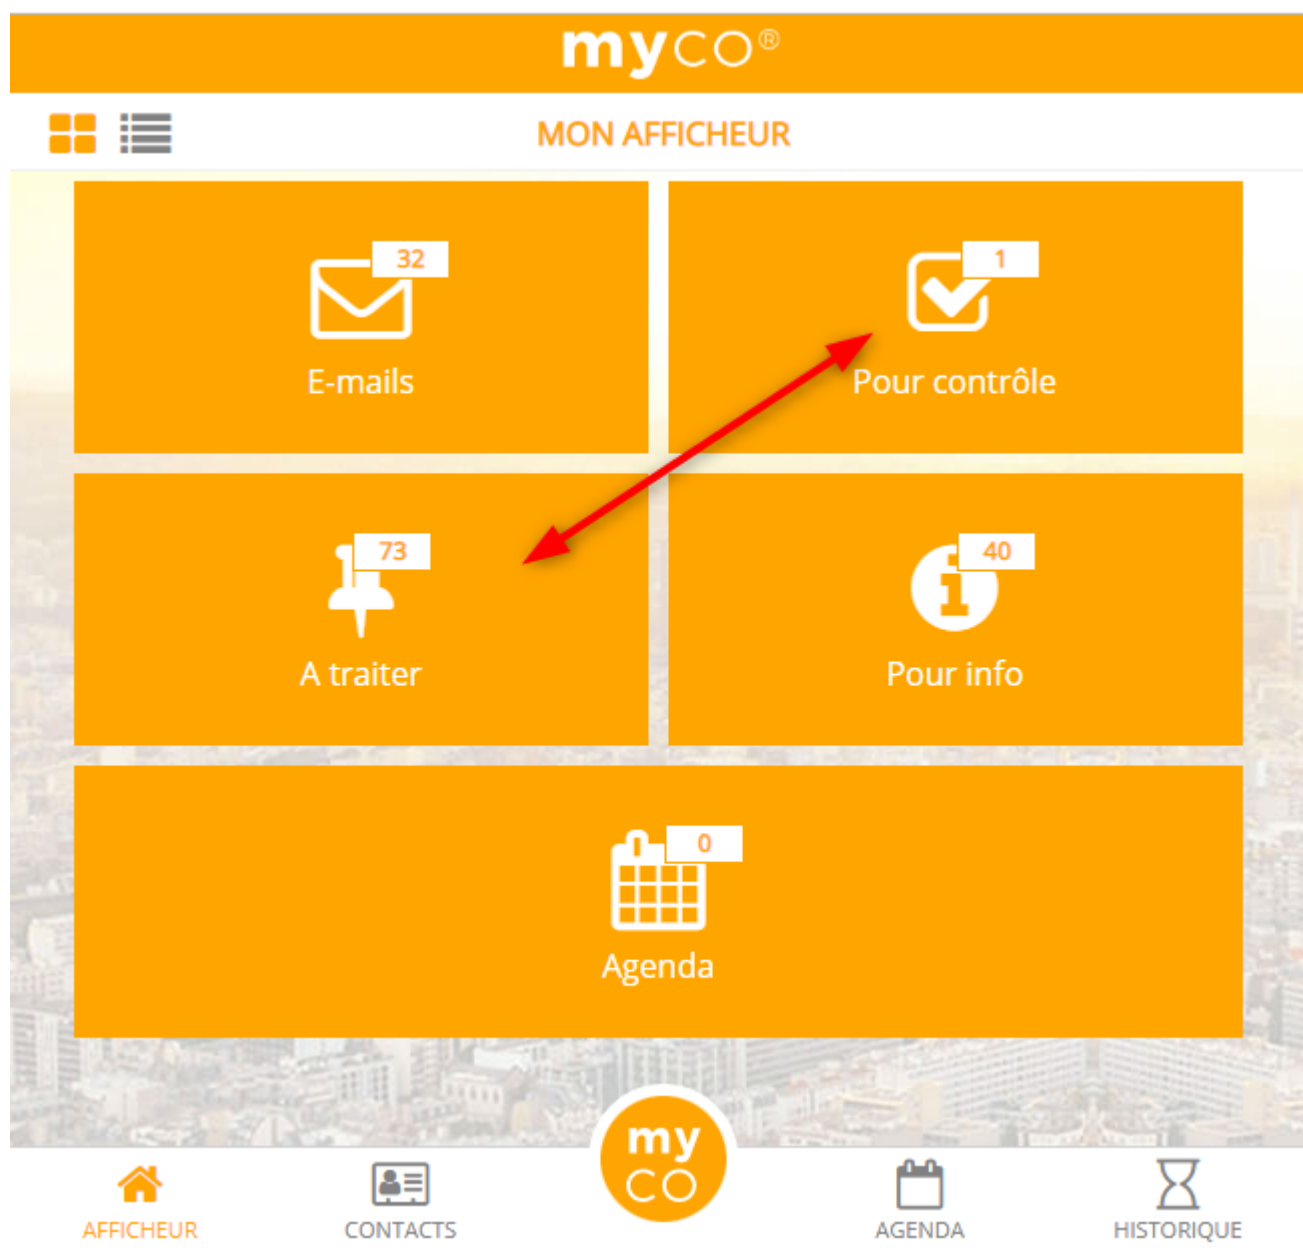 myco®
MON AFFICHEUR
32
E-mails
1
Pour contrôle
73
A traiter
40
Pour info
0
Agenda
my
CO
AFFICHEUR
CONTACTS
AGENDA
HISTORIQUE